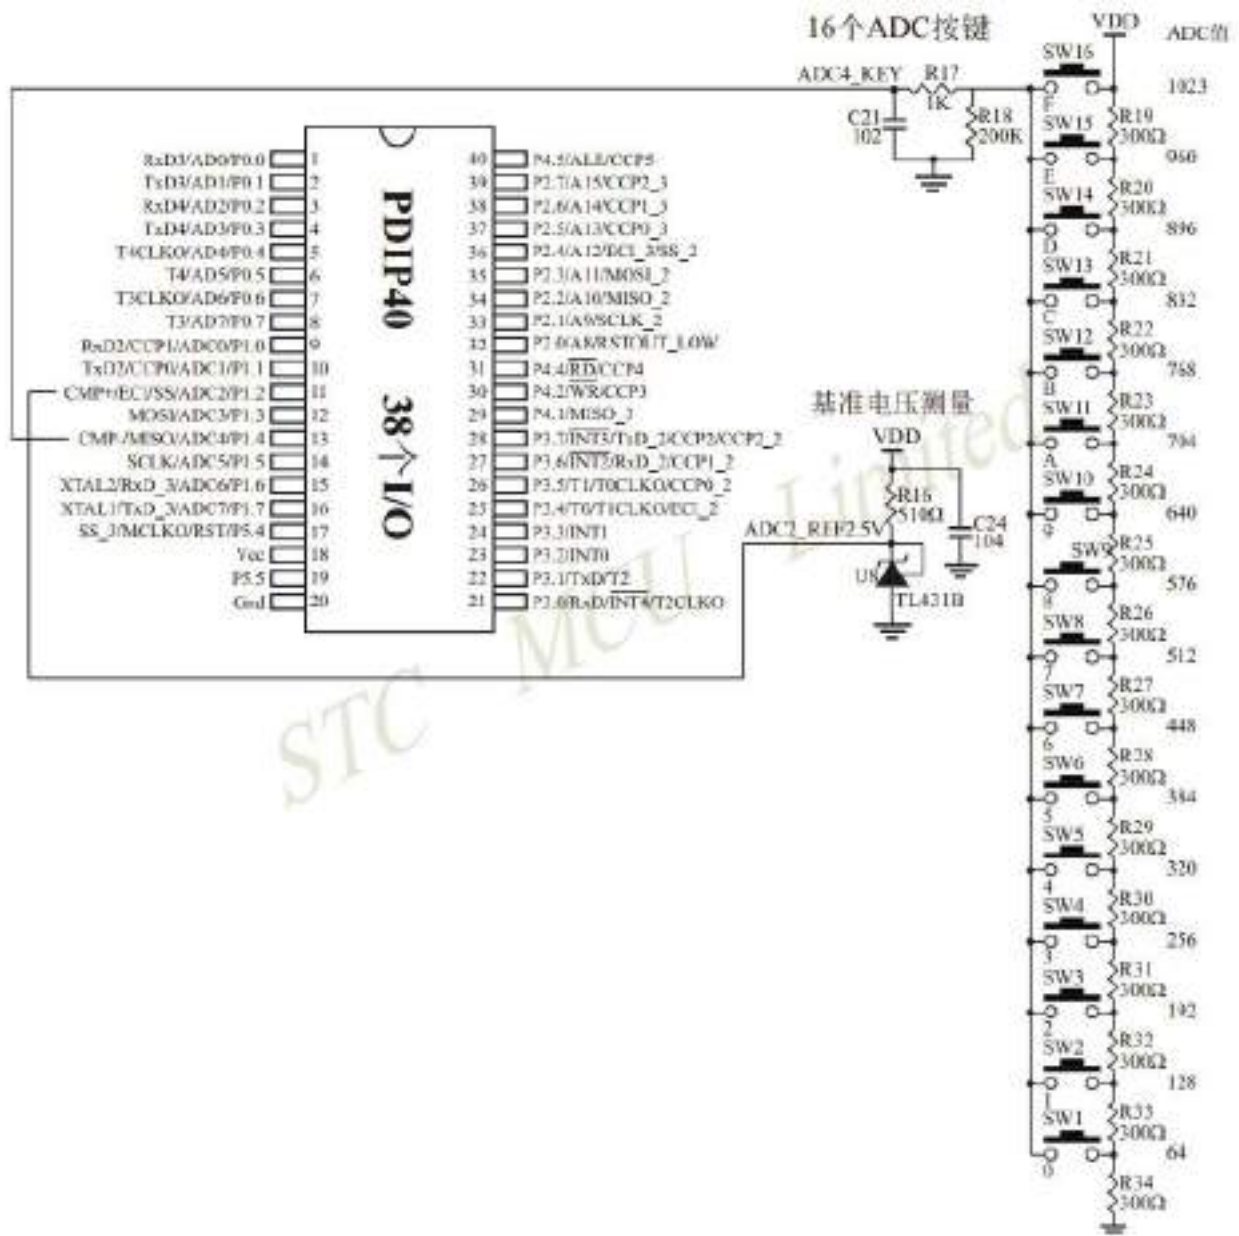 16个ADC按键
VDD
ADC值
ADC4_KEY
R17
1K
C21
102
R18
200K
SW16
1023
F
R19
300Ω
SW15
960
E
R20
300Ω
SW14
896
D
R21
300Ω
SW13
832
C
R22
300Ω
SW12
768
B
R23
300Ω
SW11
704
A
R24
300Ω
SW10
640
9
R25
300Ω
SW9
576
8
R26
300Ω
SW8
512
7
R27
300Ω
SW7
448
6
R28
300Ω
SW6
384
5
R29
300Ω
SW5
320
4
R30
300Ω
SW4
256
3
R31
300Ω
SW3
192
2
R32
300Ω
SW2
128
1
R33
300Ω
SW1
64
0
R34
300Ω
PDIP40 38个I/O
RxD3/AD0/P0.0 1
TxD3/AD1/P0.1 2
RxD4/AD2/P0.2 3
TxD4/AD3/P0.3 4
T4CLKO/AD4/P0.4 5
T4/AD5/P0.5 6
T3CLKO/AD6/P0.6 7
T3/AD7/P0.7 8
RxD2/CCP1/ADC0/P1.0 9
TxD2/CCP0/ADC1/P1.1 10
CMP+/ECI/SS/ADC2/P1.2 11
MOSI/ADC3/P1.3 12
CMP-/MISO/ADC4/P1.4 13
SCLK/ADC5/P1.5 14
XTAL2/RxD_3/ADC6/P1.6 15
XTAL1/TxD_3/ADC7/P1.7 16
SS_3/MCLKO/RST/P5.4 17
Vcc 18
P5.5 19
Gnd 20
40 P4.5/ALE/CCP5
39 P2.7/A15/CCP2_3
38 P2.6/A14/CCP1_3
37 P2.5/A13/CCP0_3
36 P2.4/A12/ECI_3/SS_2
35 P2.3/A11/MOSI_2
34 P2.2/A10/MISO_2
33 P2.1/A9/SCLK_2
32 P2.0/A8/RSTOUT_LOW
31 P4.4/RD/CCP4
30 P4.2/WR/CCP3
29 P4.1/MISO_3
28 P3.7/INT3/TxD_2/CCP2/CCP2_2
27 P3.6/INT2/RxD_2/CCP1_2
26 P3.5/T1/T0CLKO/CCP0_2
25 P3.4/T0/T1CLKO/ECI_2
24 P3.3/INT1
23 P3.2/INT0
22 P3.1/TxD/T2
21 P3.0/RxD/INT4/T2CLKO
基准电压测量
VDD
R16
510Ω
C24
104
ADC2_REF2.5V
U8
TL431B
STC MCU Limited